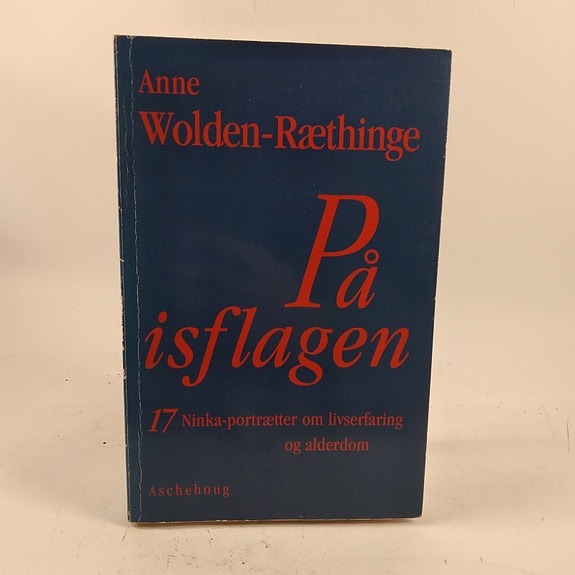 Anne
Wolden-Ræthinge
På
isflagen
17 Ninka-portrætter om livserfaring
og alderdom
Aschehoug